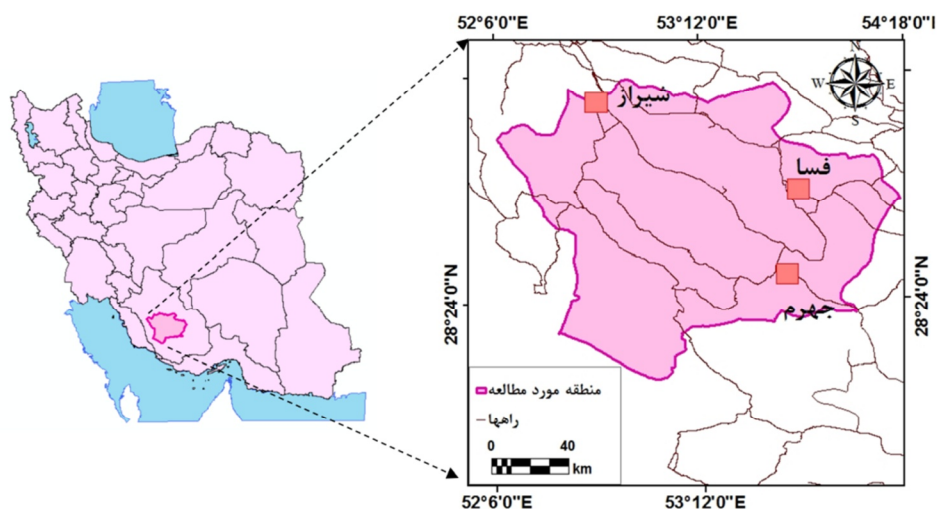 52°6'0"E 53°12'0"E 54°18'0"I
N
W E
S
شیراز
فسا
جهرم
28°24'0"N 28°24'0"N
منطقه مورد مطالعه
راهها
0 40
km
52°6'0"E 53°12'0"E